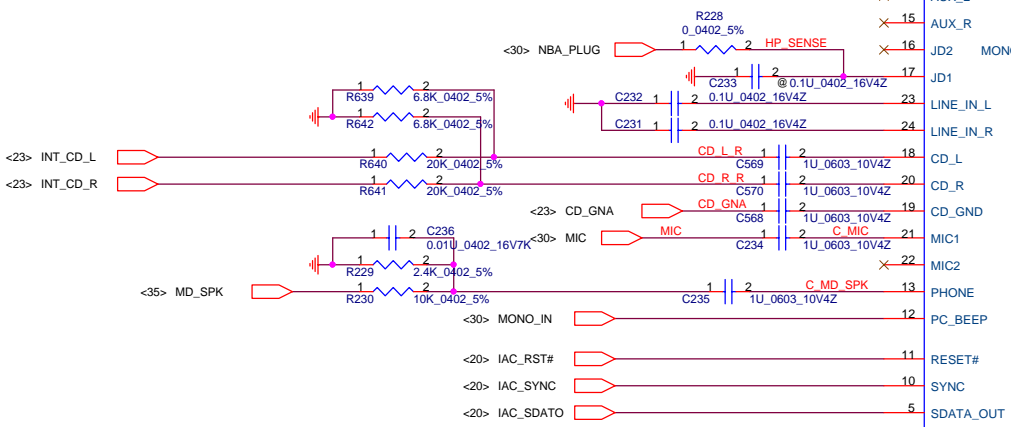 15 AUX_R
R228
0_0402_5%
<30> NBA_PLUG 1 2 HP_SENSE 16 JD2 MONO
1 2 17 JD1
C233 @ 0.1U_0402_16V4Z
1 2
R639 6.8K_0402_5%
C232 1 2 0.1U_0402_16V4Z 23 LINE_IN_L
1 2
R642 6.8K_0402_5%
C231 1 2 0.1U_0402_16V4Z 24 LINE_IN_R
<23> INT_CD_L 1 2 CD_L_R 1 2 18 CD_L
R640 20K_0402_5% C569 1U_0603_10V4Z
<23> INT_CD_R 1 2 CD_R_R 1 2 20 CD_R
R641 20K_0402_5% C570 1U_0603_10V4Z
<23> CD_GNA CD_GNA 1 2 19 CD_GND
C568 1U_0603_10V4Z
1 2 C236
0.01U_0402_16V7K
<30> MIC MIC 1 2 C_MIC 21 MIC1
C234 1U_0603_10V4Z
1 2 22 MIC2
R229 2.4K_0402_5%
<35> MD_SPK 1 2 1 2 C_MD_SPK 13 PHONE
R230 10K_0402_5% C235 1U_0603_10V4Z
<30> MONO_IN 12 PC_BEEP
<20> IAC_RST# 11 RESET#
<20> IAC_SYNC 10 SYNC
<20> IAC_SDATO 5 SDATA_OUT